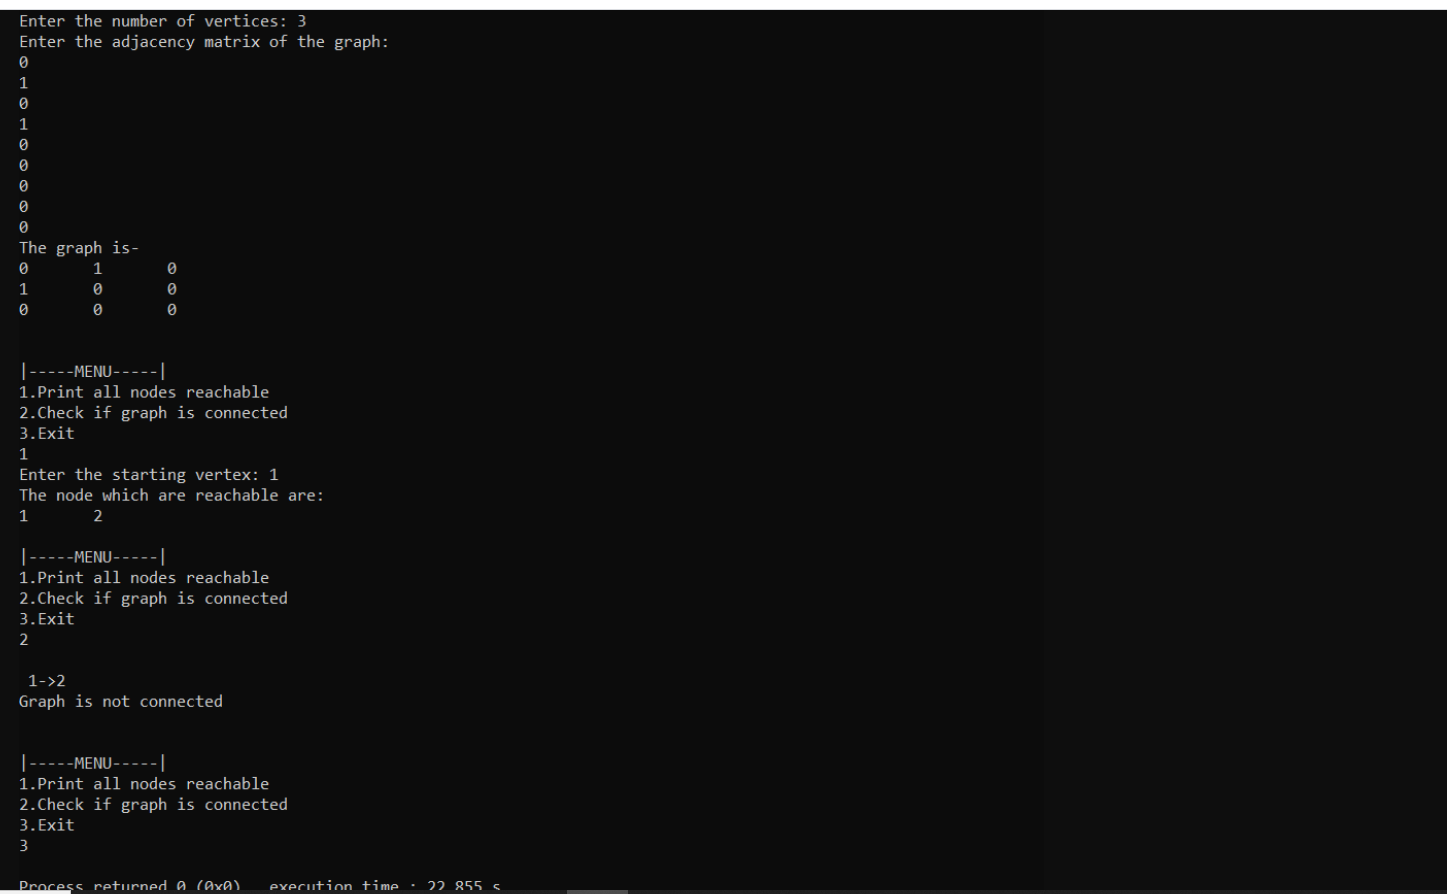 Enter the number of vertices: 3
Enter the adjacency matrix of the graph:
0
1
0
1
0
0
0
0
0
The graph is-
0 1 0
1 0 0
0 0 0
|-----MENU-----|
1.Print all nodes reachable
2.Check if graph is connected
3.Exit
1
Enter the starting vertex: 1
The node which are reachable are:
1 2
|-----MENU-----|
1.Print all nodes reachable
2.Check if graph is connected
3.Exit
2
1->2
Graph is not connected
|-----MENU-----|
1.Print all nodes reachable
2.Check if graph is connected
3.Exit
3
Process returned 0 (0x0) execution time : 22.855 s